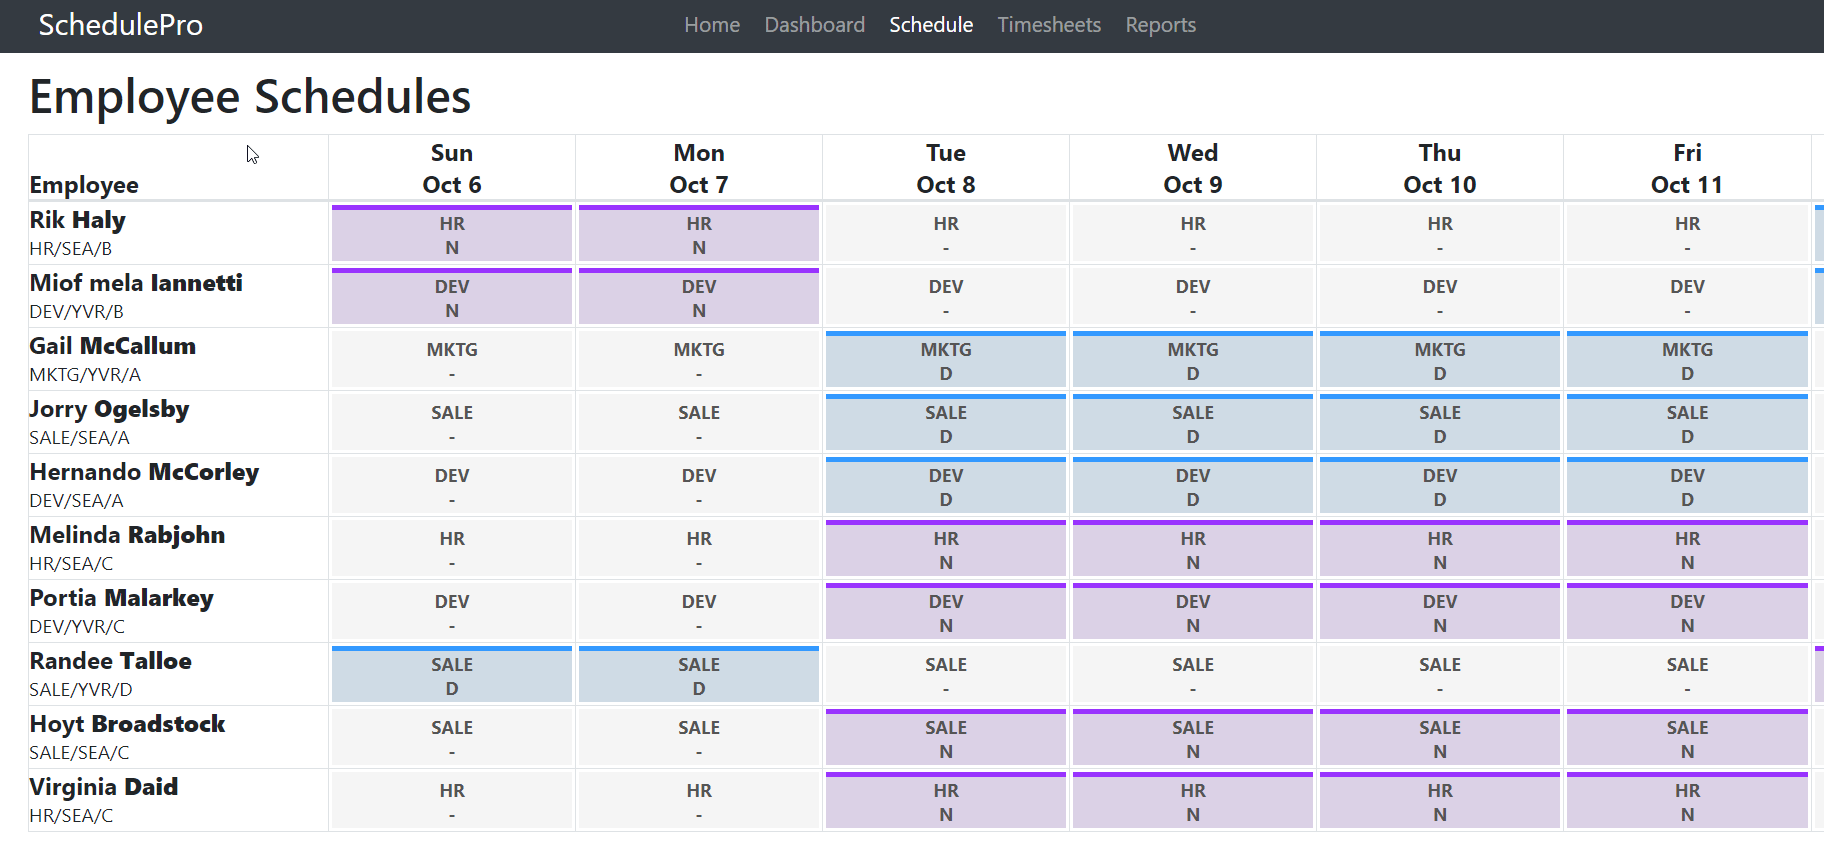 SchedulePro Home Dashboard Schedule Timesheets Reports
Employee Schedules
Sun Mon Tue Wed Thu Fri
Employee Oct 6 Oct 7 Oct 8 Oct 9 Oct 10 Oct 11
Rik Haly HR HR HR HR HR HR
HR/SEA/B N N - - - -
Miof mela Iannetti DEV DEV DEV DEV DEV DEV
DEV/YVR/B N N - - - -
Gail McCallum MKTG MKTG MKTG MKTG MKTG MKTG
MKTG/YVR/A - - D D D D
Jorry Ogelsby SALE SALE SALE SALE SALE SALE
SALE/SEA/A - - D D D D
Hernando McCorley DEV DEV DEV DEV DEV DEV
DEV/SEA/A - - D D D D
Melinda Rabjohn HR HR HR HR HR HR
HR/SEA/C - - N N N N
Portia Malarkey DEV DEV DEV DEV DEV DEV
DEV/YVR/C - - N N N N
Randee Talloe SALE SALE SALE SALE SALE SALE
SALE/YVR/D D D - - - -
Hoyt Broadstock SALE SALE SALE SALE SALE SALE
SALE/SEA/C - - N N N N
Virginia Daid HR HR HR HR HR HR
HR/SEA/C - - N N N N